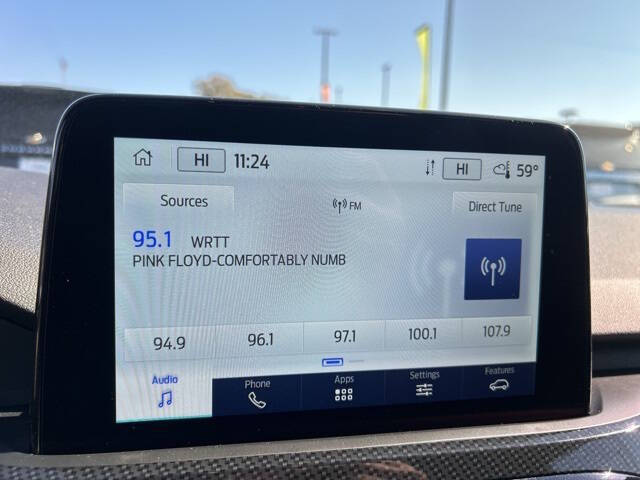 HI 11:24 HI 59°
Sources FM Direct Tune
95.1 WRTT
PINK FLOYD-COMFORTABLY NUMB
94.9 96.1 97.1 100.1 107.9
Audio Phone Apps Settings Features